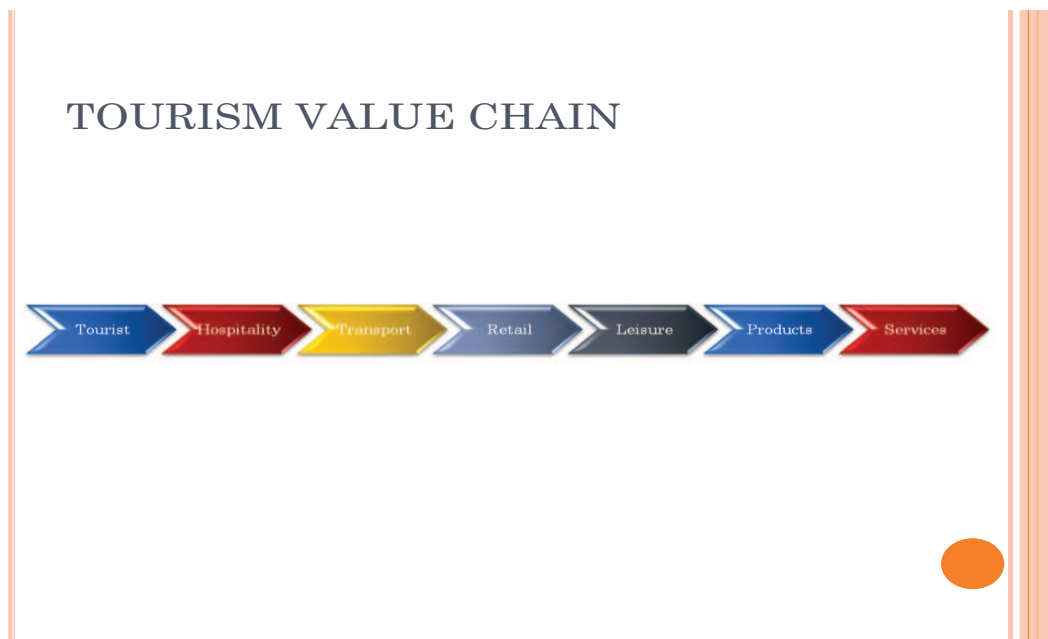 TOURISM VALUE CHAIN
Tourist Hospitality Transport Retail Leisure Products Services